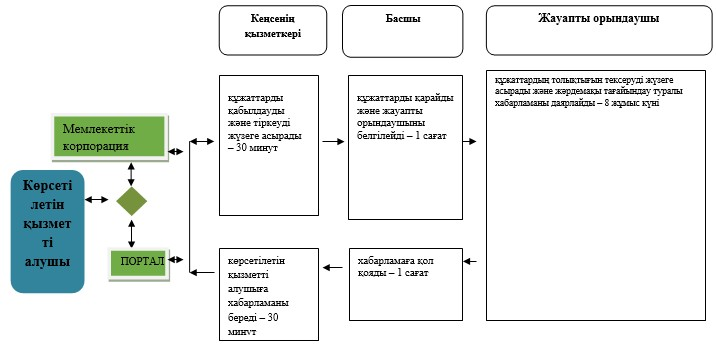 Кеңсенің
қызметкері
Басшы
Жауапты орындаушы
құжаттарды
қабылдауды
және тіркеуді
жүзеге асырады
– 30 минут
құжаттарды қарайды
және жауапты
орындаушыны
белгілейді – 1 сағат
құжаттардың толықтығын тексеруді жүзеге
асырады және жәрдемақы тағайындау туралы
хабарламаны даярлайды – 8 жұмыс күні
Мемлекеттік
корпорация
Көрсеті
летін
қызмет
ті
алушы
ПОРТАЛ
көрсетілетін
қызметті
алушыға
хабарламаны
береді – 30
минут
хабарламаға қол
қояды – 1 сағат